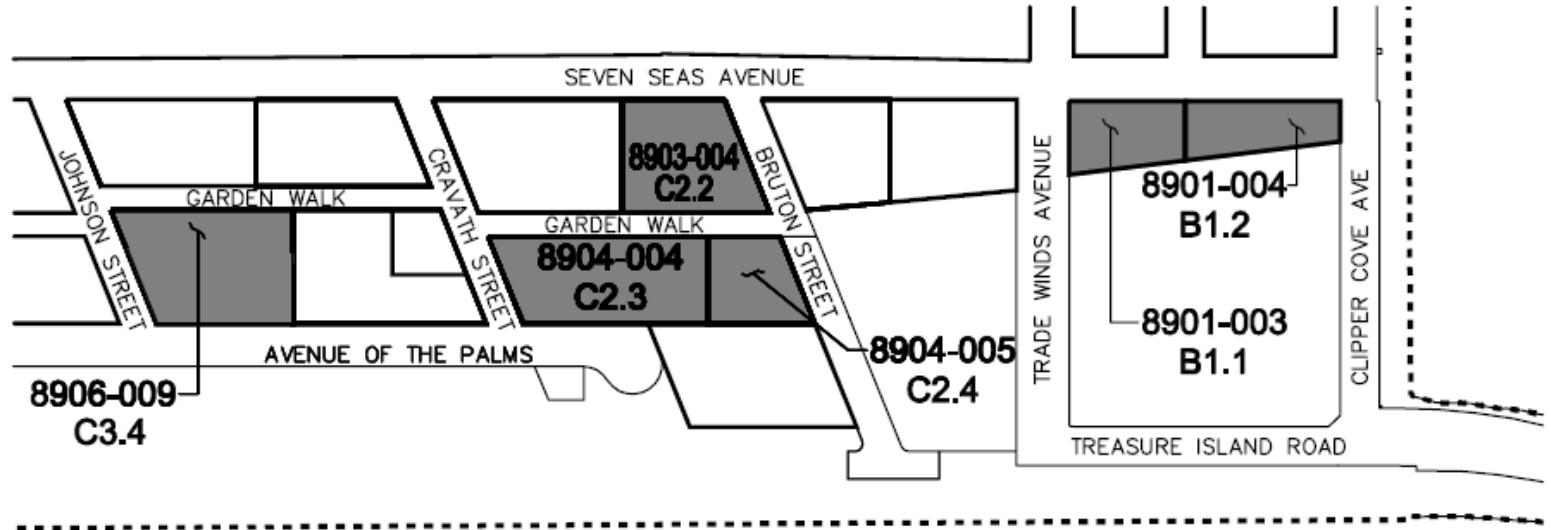 SEVEN SEAS AVENUE
JOHNSON STREET
CRAVATH STREET
8903-004
C2.2
BRUTON STREET
TRADE WINDS AVENUE
8901-004
B1.2
CLIPPER COVE AVE
GARDEN WALK
GARDEN WALK
8904-004
C2.3
8901-003
B1.1
8904-005
C2.4
AVENUE OF THE PALMS
8906-009
C3.4
TREASURE ISLAND ROAD